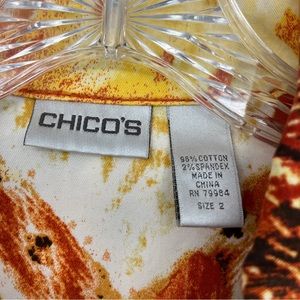 CHICO'S
98% COTTON
2% SPANDEX
MADE IN
CHINA
RN 79984
SIZE 2